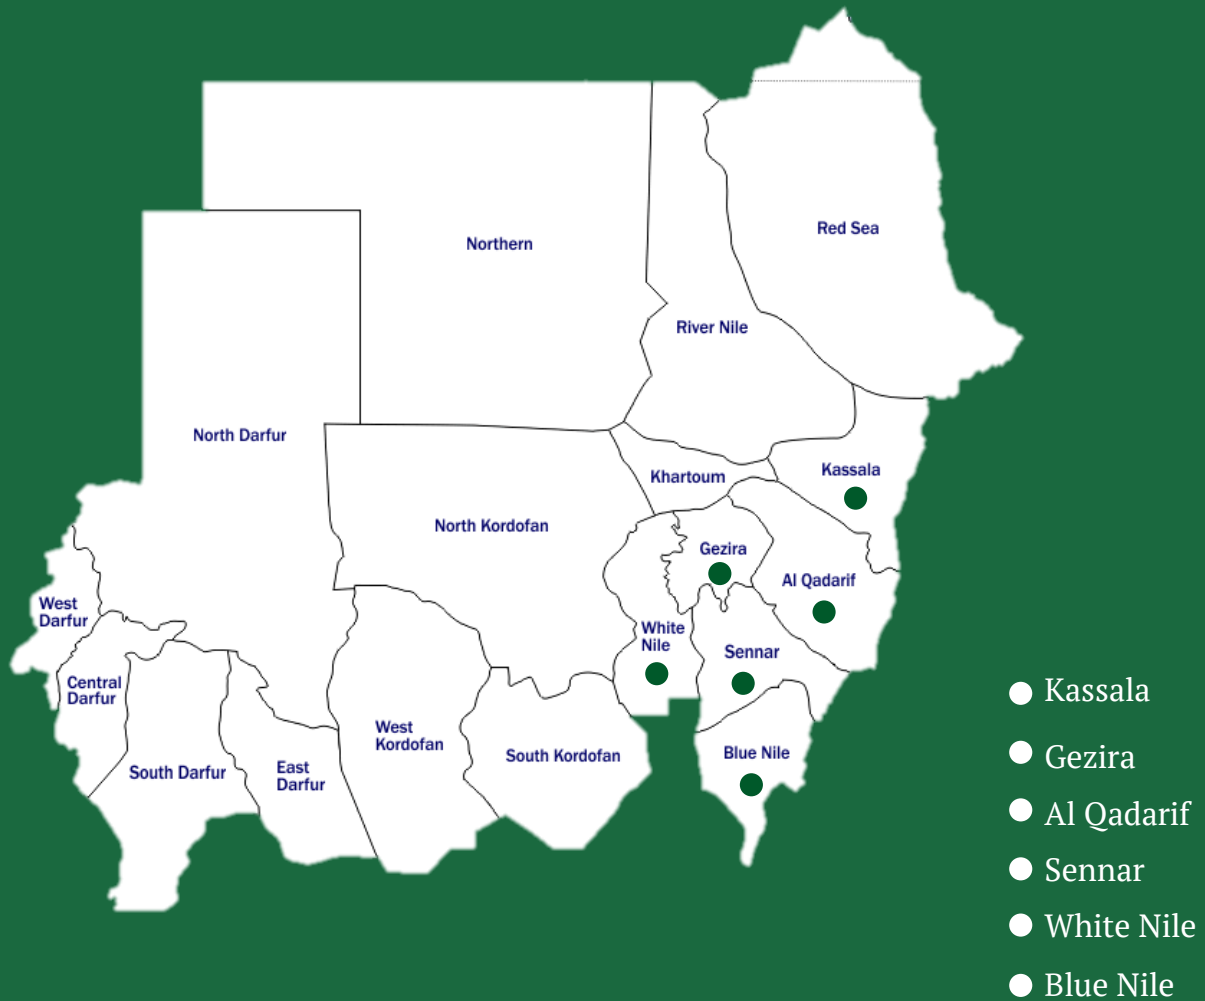 Red Sea
Northern
River Nile
North Darfur
Kassala
Khartoum
North Kordofan
Gezira
Al Qadarif
West
Darfur
White
Nile
Sennar
Central
Darfur
West
Kordofan
South Kordofan
Blue Nile
South Darfur
East
Darfur
Kassala
Gezira
Al Qadarif
Sennar
White Nile
Blue Nile